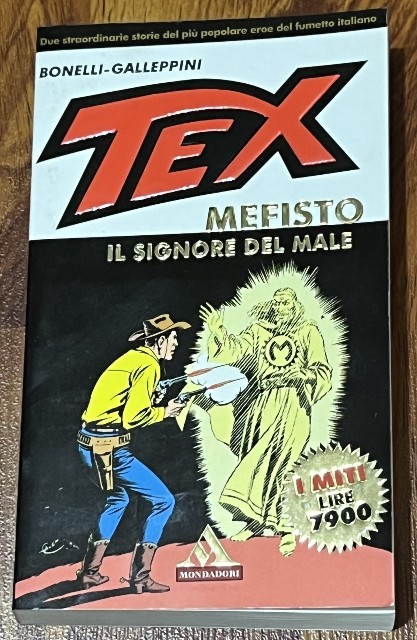 Due straordinarie storie del più popolare eroe del fumetto italiano
BONELLI-GALLEPPINI
TEX
MEFISTO
IL SIGNORE DEL MALE
M
I MITI
LIRE
7900
MONDADORI